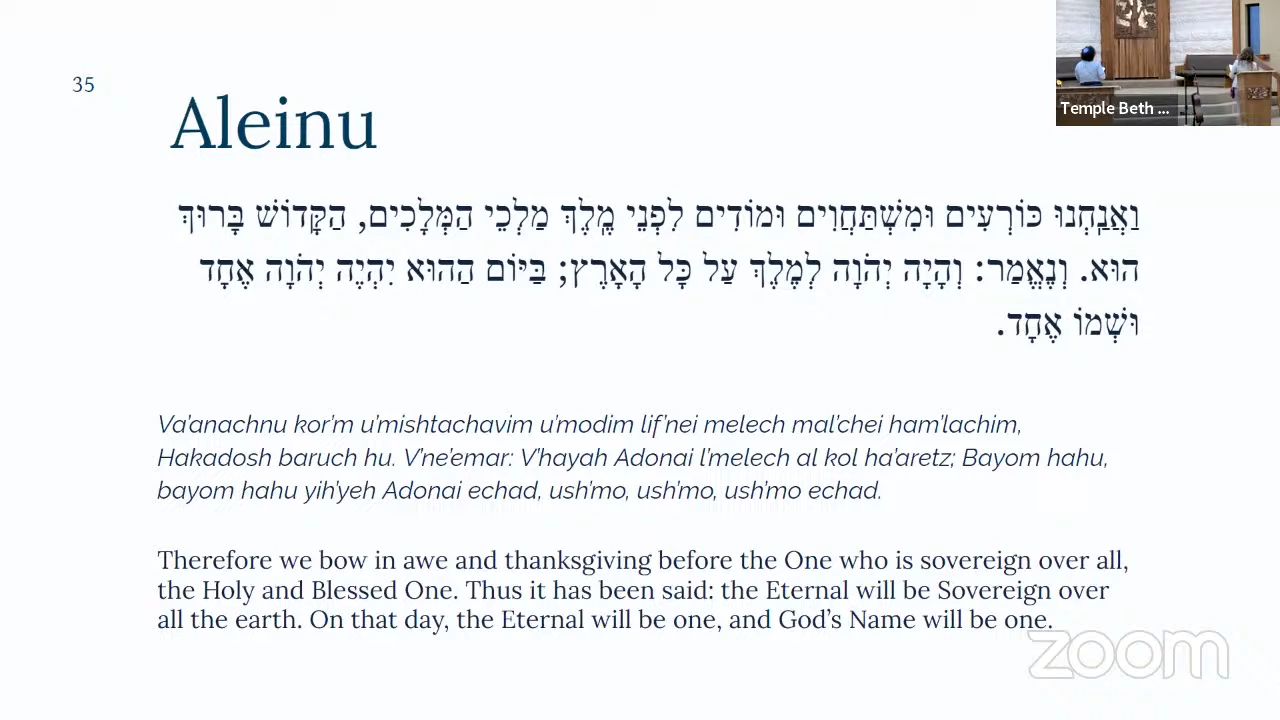 35
Aleinu
Temple Beth ...
וַאֲנַֽחְנוּ כּוֹרְעִים וּמִשְׁתַּחֲוִים וּמוֹדִים לִפְנֵי מֶֽלֶךְ מַלְכֵי הַמְּלָכִים, הַקָּדוֹשׁ בָּרוּךְ
הוּא. וְנֶאֱמַר: וְהָיָה יְהֹוָה לְמֶֽלֶךְ עַל כָּל הָאָֽרֶץ; בַּיּוֹם הַהוּא יִהְיֶה יְהֹוָה אֶחָד
וּשְׁמוֹ אֶחָד.
Va’anachnu kor’m u’mishtachavim u’modim lif’nei melech mal’chei ham’lachim,
Hakadosh baruch hu. V’ne’emar: V’hayah Adonai l’melech al kol ha’aretz; Bayom hahu,
bayom hahu yih’yeh Adonai echad, ush’mo, ush’mo, ush’mo echad.
Therefore we bow in awe and thanksgiving before the One who is sovereign over all,
the Holy and Blessed One. Thus it has been said: the Eternal will be Sovereign over
all the earth. On that day, the Eternal will be one, and God’s Name will be one.
zoom